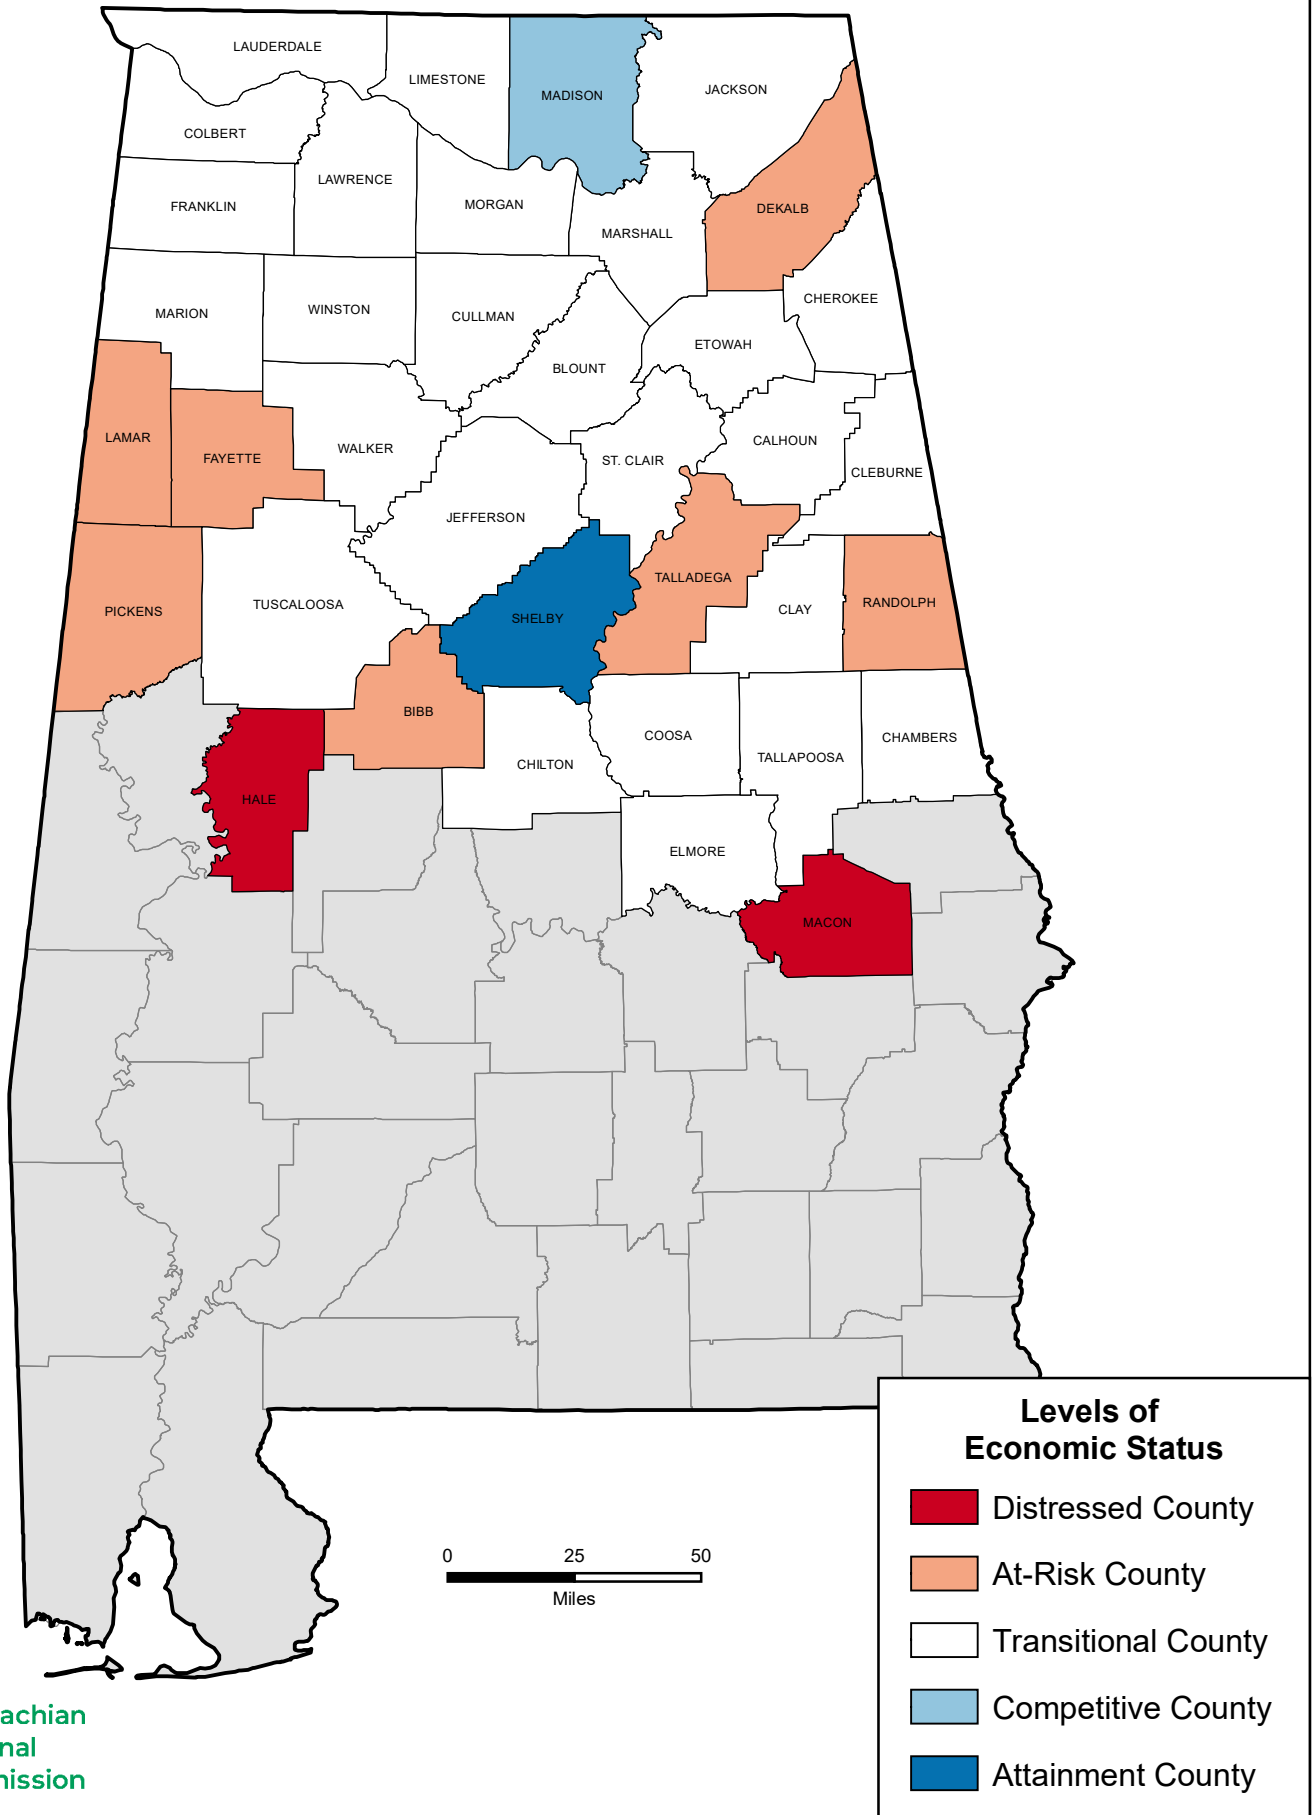 LAUDERDALE
LIMESTONE
MADISON
JACKSON
COLBERT
LAWRENCE
FRANKLIN
MORGAN
DEKALB
MARSHALL
CHEROKEE
MARION
WINSTON
CULLMAN
ETOWAH
BLOUNT
LAMAR
FAYETTE
WALKER
ST. CLAIR
CALHOUN
CLEBURNE
JEFFERSON
TALLADEGA
PICKENS
TUSCALOOSA
SHELBY
CLAY
RANDOLPH
BIBB
COOSA
CHAMBERS
CHILTON
TALLAPOOSA
HALE
ELMORE
MACON
Levels of
Economic Status
Distressed County
At-Risk County
Transitional County
Competitive County
Attainment County
0 25 50
Miles
achian
nal
nission